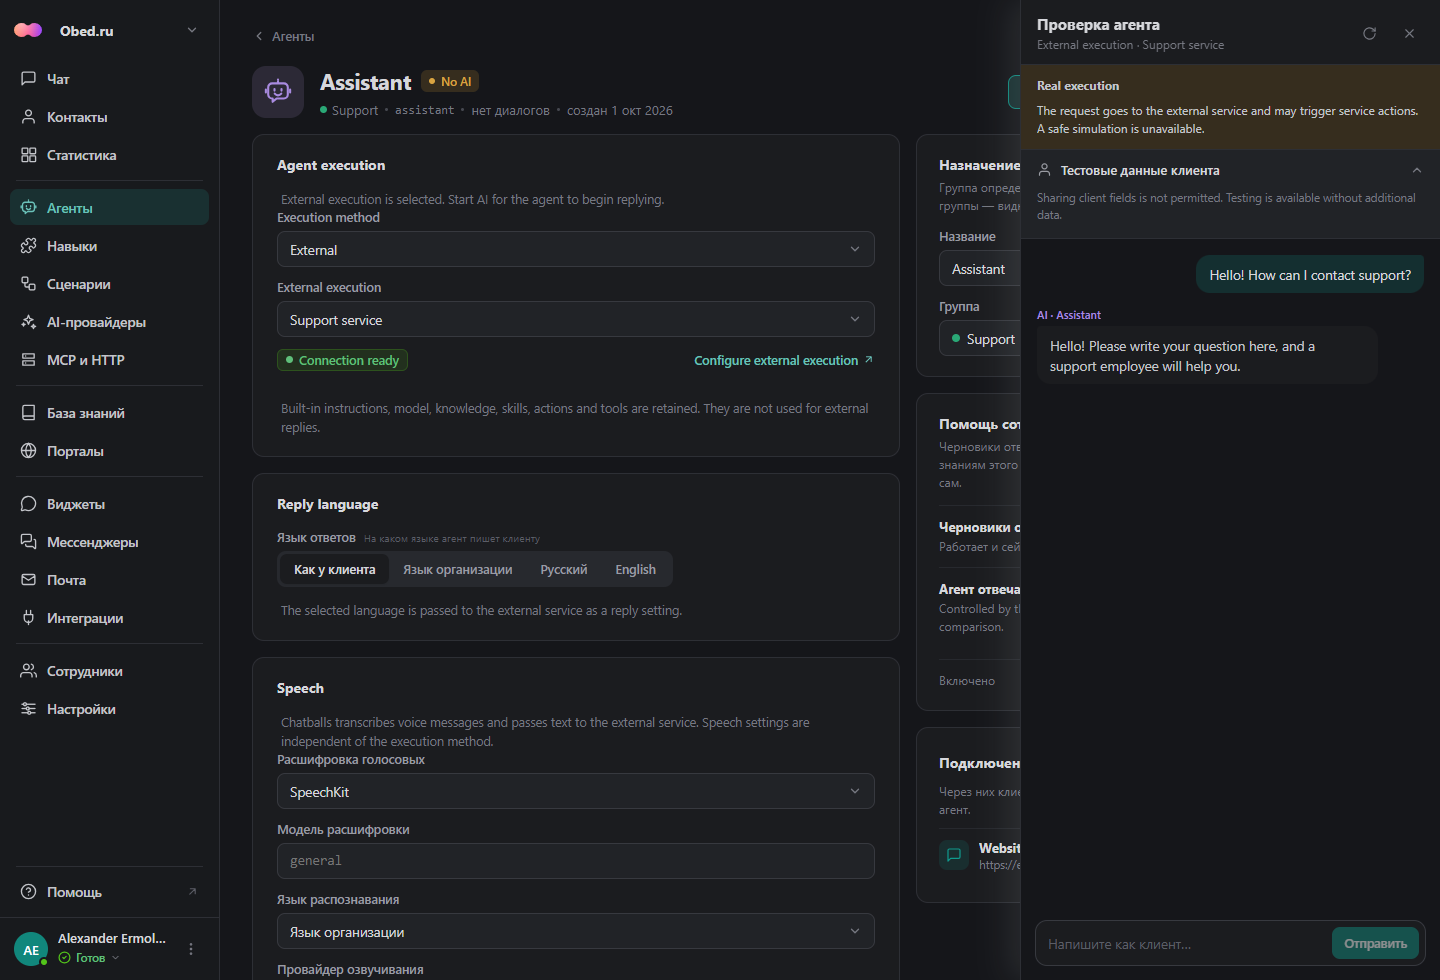 Obed.ru
Чат
Контакты
Статистика
Агенты
Навыки
Сценарии
AI-провайдеры
MCP и HTTP
База знаний
Порталы
Виджеты
Мессенджеры
Почта
Интеграции
Сотрудники
Настройки
Помощь
AE
Alexander Ermol...
Готов
Агенты
Assistant
No AI
Support • assistant • нет диалогов • создан 1 окт 2026
Agent execution
External execution is selected. Start AI for the agent to begin replying.
Execution method
External
External execution
Support service
Connection ready
Configure external execution
Built-in instructions, model, knowledge, skills, actions and tools are retained. They are not used for external
replies.
Reply language
Язык ответов На каком языке агент пишет клиенту
Как у клиента
Язык организации
Русский
English
The selected language is passed to the external service as a reply setting.
Speech
Chatballs transcribes voice messages and passes text to the external service. Speech settings are
independent of the execution method.
Расшифровка голосовых
SpeechKit
Модель расшифровки
general
Язык распознавания
Язык организации
Провайдер озвучивания
Назначение
Группа опреде
группы — вид
Название
Assistant
Группа
Support
Помощь сот
Черновики отв
знаниям этого
сам.
Черновики о
Работает и сей
Агент отвеча
Controlled by t
comparison.
Включено
Подключен
Через них кли
агент.
Websit
https://e
Проверка агента
External execution · Support service
Real execution
The request goes to the external service and may trigger service actions.
A safe simulation is unavailable.
Тестовые данные клиента
Sharing client fields is not permitted. Testing is available without additional
data.
Hello! How can I contact support?
AI · Assistant
Hello! Please write your question here, and a
support employee will help you.
Напишите как клиент...
Отправить